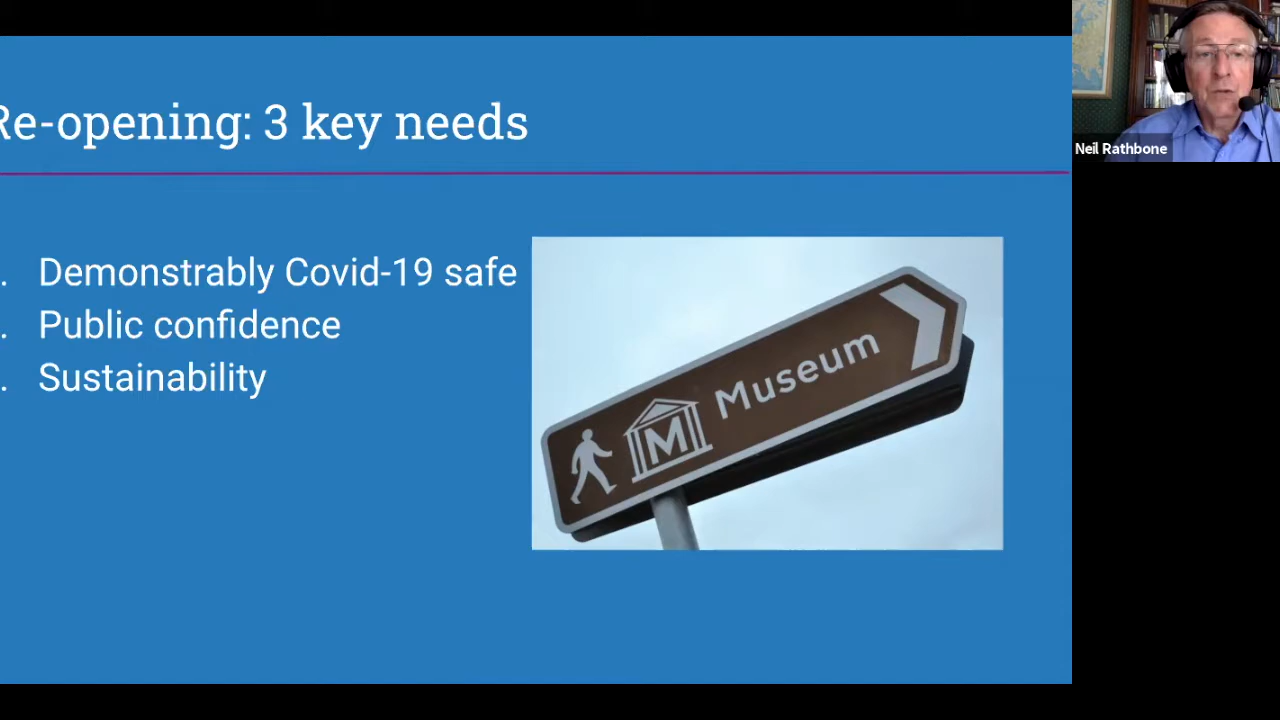 Re-opening: 3 key needs
. Demonstrably Covid-19 safe
. Public confidence
. Sustainability
M Museum
Neil Rathbone